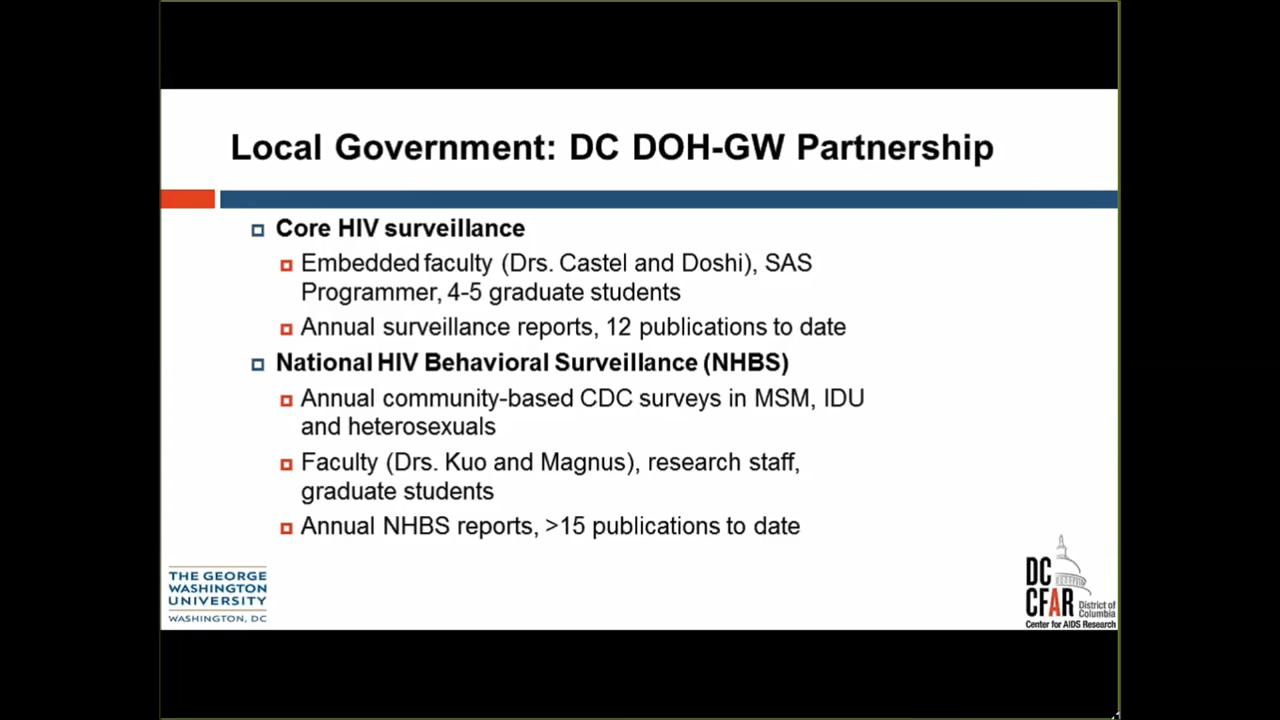 Local Government: DC DOH-GW Partnership
Core HIV surveillance
Embedded faculty (Drs. Castel and Doshi), SAS
Programmer, 4-5 graduate students
Annual surveillance reports, 12 publications to date
National HIV Behavioral Surveillance (NHBS)
Annual community-based CDC surveys in MSM, IDU
and heterosexuals
Faculty (Drs. Kuo and Magnus), research staff,
graduate students
Annual NHBS reports, >15 publications to date
THE GEORGE
WASHINGTON
UNIVERSITY
WASHINGTON, DC
DC
CFAR
District of
Columbia
Center for AIDS Research